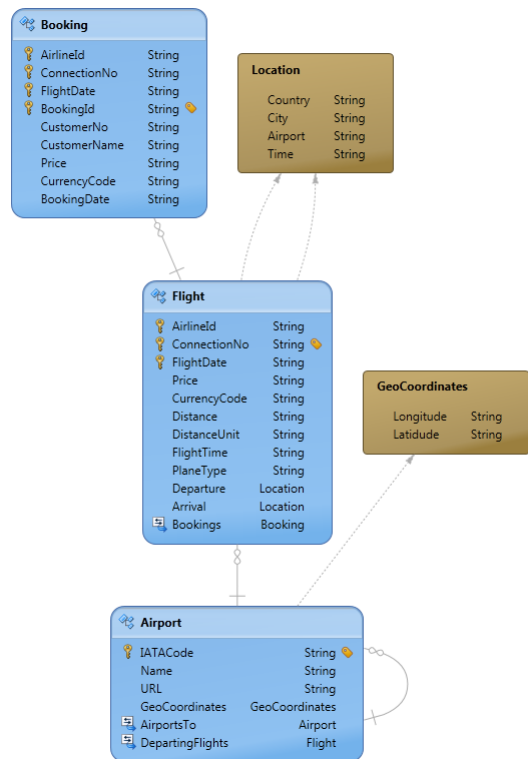 Booking
AirlineId String
ConnectionNo String
FlightDate String
BookingId String
CustomerNo String
CustomerName String
Price String
CurrencyCode String
BookingDate String
Location
Country String
City String
Airport String
Time String
Flight
AirlineId String
ConnectionNo String
FlightDate String
Price String
CurrencyCode String
Distance String
DistanceUnit String
FlightTime String
PlaneType String
Departure Location
Arrival Location
Bookings Booking
GeoCoordinates
Longitude String
Latidude String
Airport
IATACode String
Name String
URL String
GeoCoordinates GeoCoordinates
AirportsTo Airport
DepartingFlights Flight